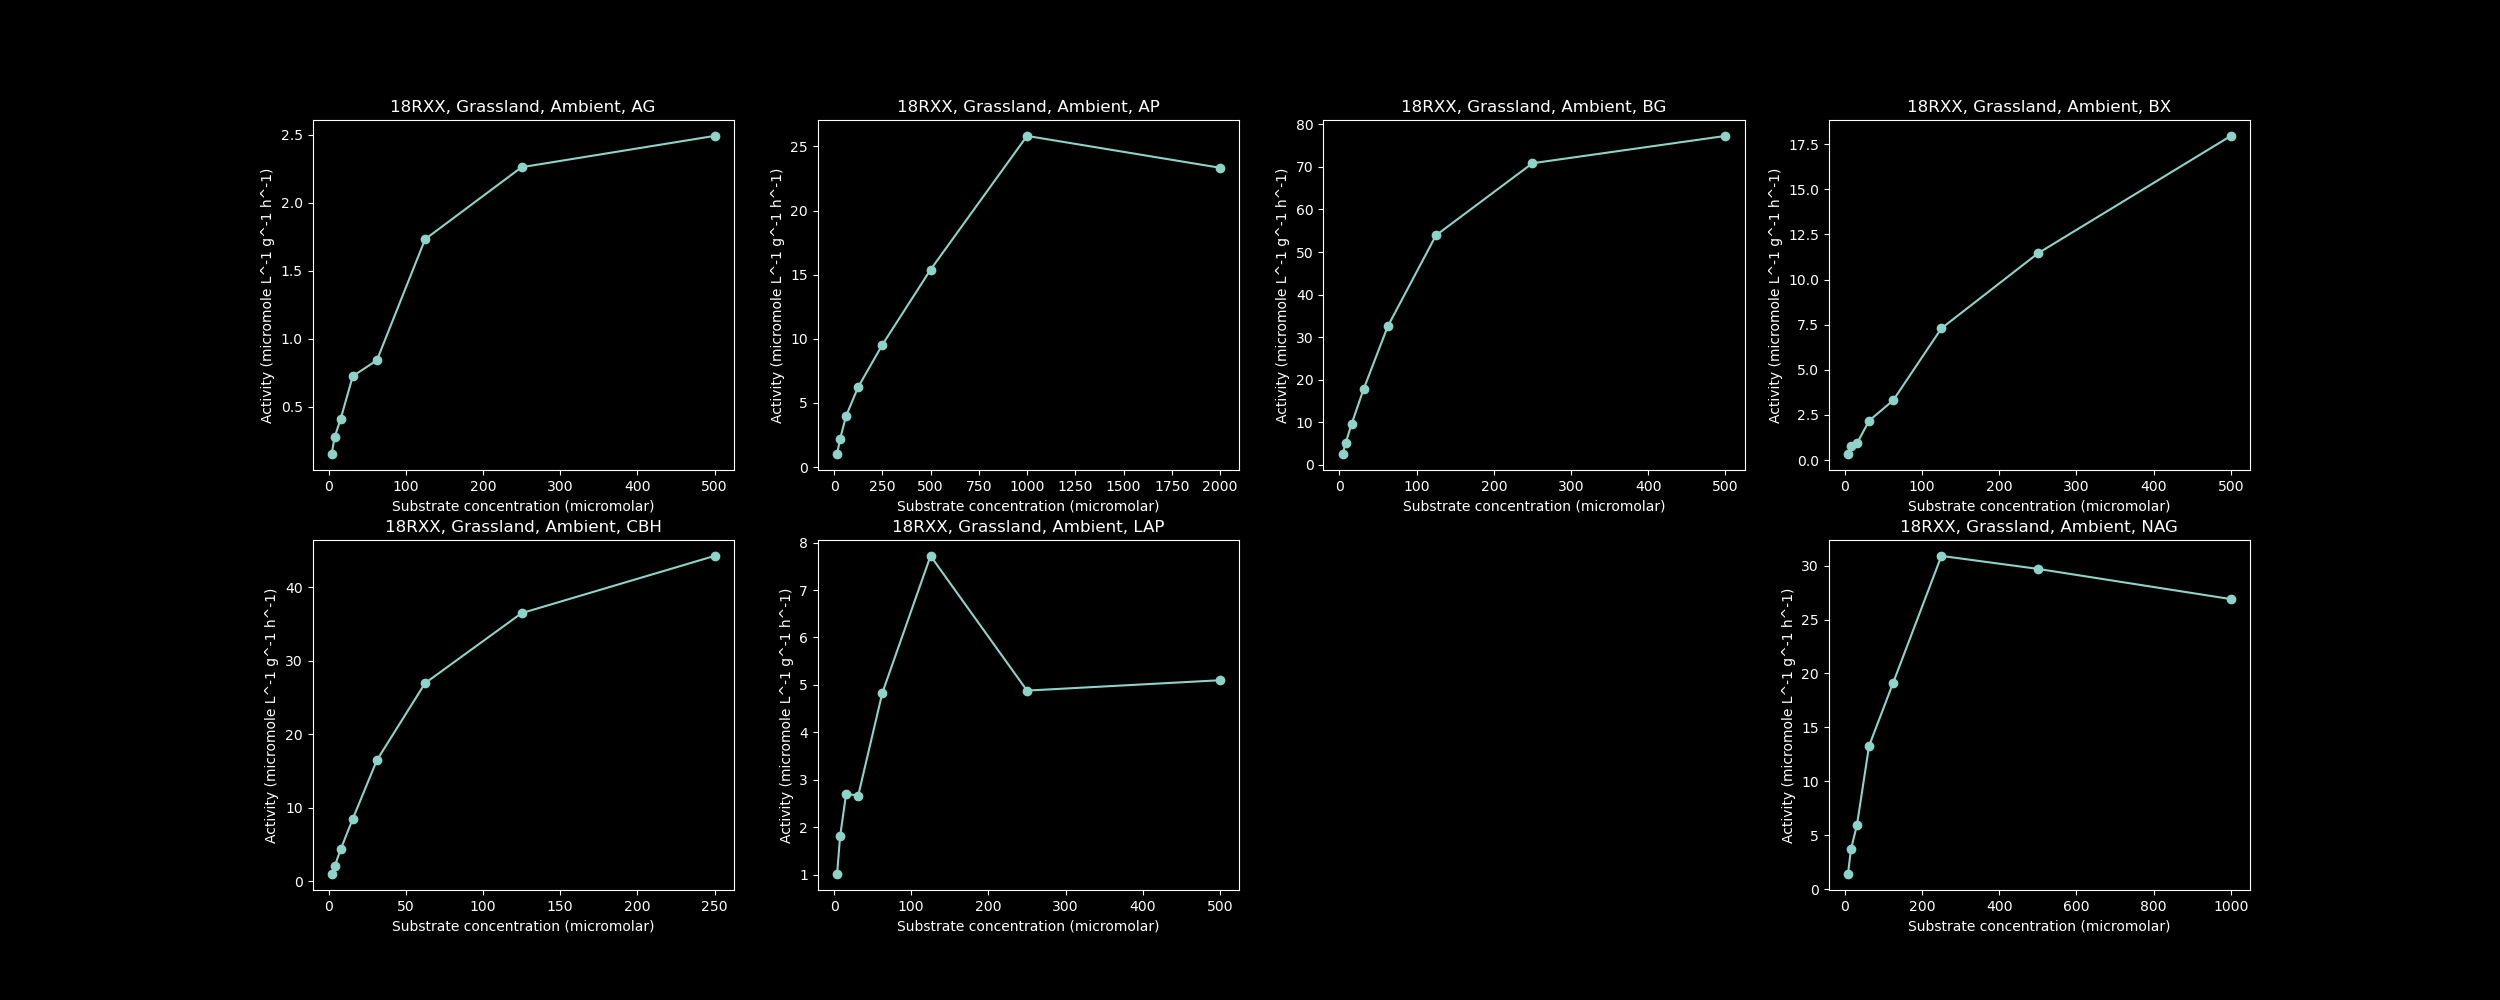 18RXX, Grassland, Ambient, AG
Activity (micromole L^-1 g^-1 h^-1)
2.5
2.0
1.5
1.0
0.5
0 100 200 300 400 500
Substrate concentration (micromolar)
18RXX, Grassland, Ambient, AP
Activity (micromole L^-1 g^-1 h^-1)
25
20
15
10
5
0
0 250 500 750 1000 1250 1500 1750 2000
Substrate concentration (micromolar)
18RXX, Grassland, Ambient, BG
Activity (micromole L^-1 g^-1 h^-1)
80
70
60
50
40
30
20
10
0
0 100 200 300 400 500
Substrate concentration (micromolar)
18RXX, Grassland, Ambient, BX
Activity (micromole L^-1 g^-1 h^-1)
17.5
15.0
12.5
10.0
7.5
5.0
2.5
0.0
0 100 200 300 400 500
Substrate concentration (micromolar)
18RXX, Grassland, Ambient, CBH
Activity (micromole L^-1 g^-1 h^-1)
40
30
20
10
0
0 50 100 150 200 250
Substrate concentration (micromolar)
18RXX, Grassland, Ambient, LAP
Activity (micromole L^-1 g^-1 h^-1)
8
7
6
5
4
3
2
1
0 100 200 300 400 500
Substrate concentration (micromolar)
18RXX, Grassland, Ambient, NAG
Activity (micromole L^-1 g^-1 h^-1)
30
25
20
15
10
5
0
0 200 400 600 800 1000
Substrate concentration (micromolar)